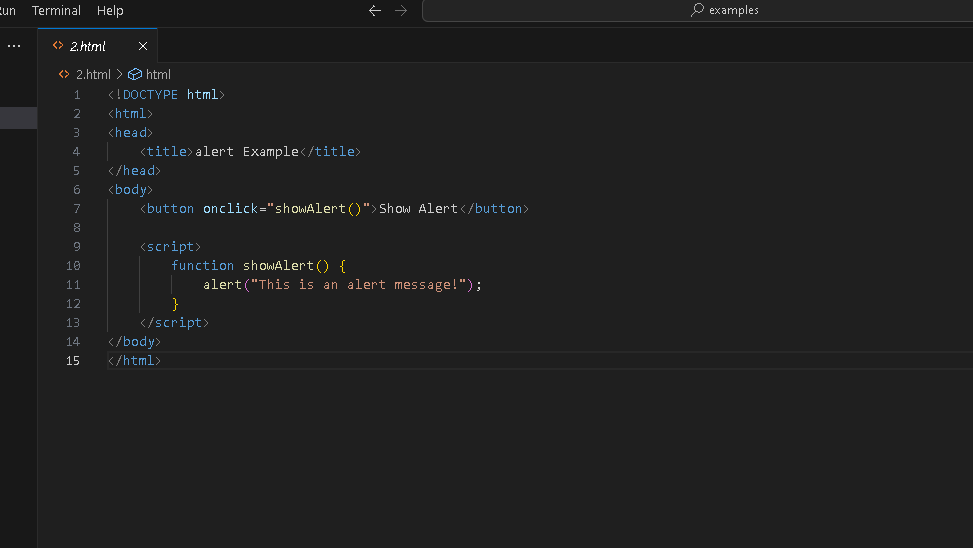 Terminal Help
examples
2.html
2.html > html
1 <!DOCTYPE html>
2 <html>
3 <head>
4     <title>alert Example</title>
5 </head>
6 <body>
7     <button onclick="showAlert()">Show Alert</button>
8
9     <script>
10         function showAlert() {
11             alert("This is an alert message!");
12         }
13     </script>
14 </body>
15 </html>